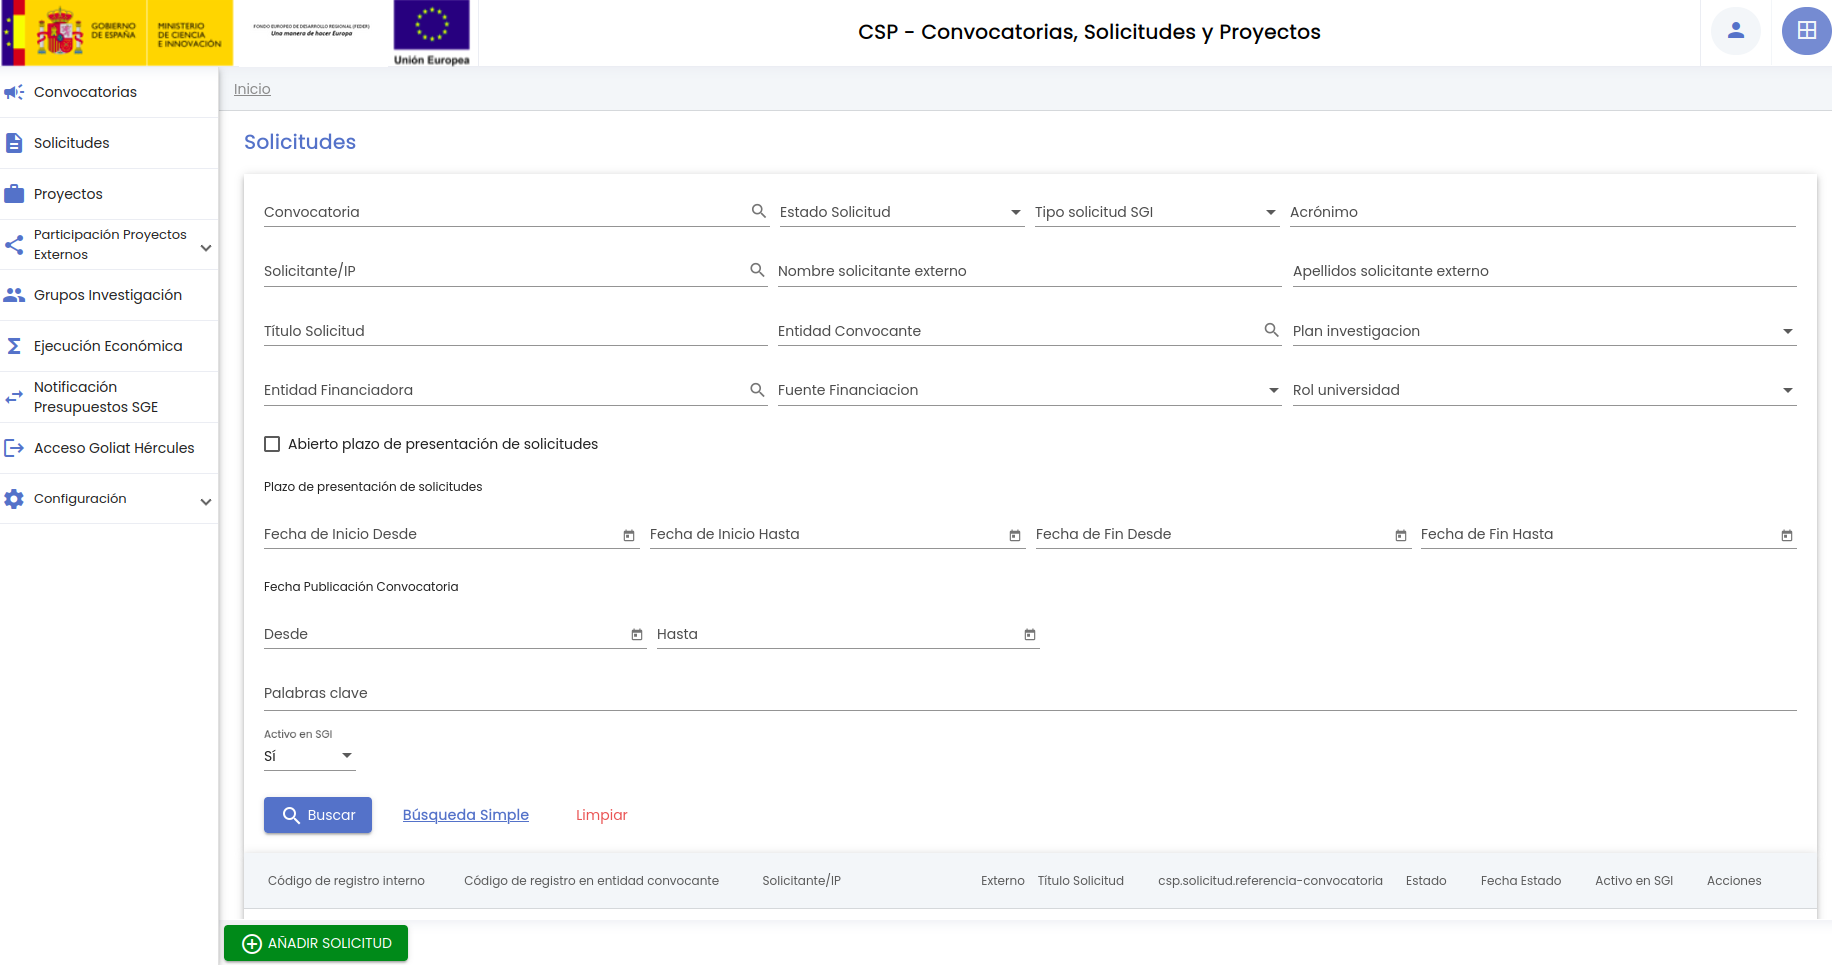 GOBIERNO
DE ESPAÑA
MINISTERIO
DE CIENCIA
E INNOVACIÓN
FONDO EUROPEO DE DESARROLLO REGIONAL (FEDER)
Una manera de hacer Europa
Unión Europea
CSP - Convocatorias, Solicitudes y Proyectos
Convocatorias
Solicitudes
Proyectos
Participación Proyectos
Externos
Grupos Investigación
Ejecución Económica
Notificación
Presupuestos SGE
Acceso Goliat Hércules
Configuración
Inicio
Solicitudes
Convocatoria
Estado Solicitud
Tipo solicitud SGI
Acrónimo
Solicitante/IP
Nombre solicitante externo
Apellidos solicitante externo
Título Solicitud
Entidad Convocante
Plan investigacion
Entidad Financiadora
Fuente Financiacion
Rol universidad
Abierto plazo de presentación de solicitudes
Plazo de presentación de solicitudes
Fecha de Inicio Desde
Fecha de Inicio Hasta
Fecha de Fin Desde
Fecha de Fin Hasta
Fecha Publicación Convocatoria
Desde
Hasta
Palabras clave
Activo en SGI
Sí
Buscar
Búsqueda Simple
Limpiar
Código de registro interno
Código de registro en entidad convocante
Solicitante/IP
Externo
Título Solicitud
csp.solicitud.referencia-convocatoria
Estado
Fecha Estado
Activo en SGI
Acciones
AÑADIR SOLICITUD